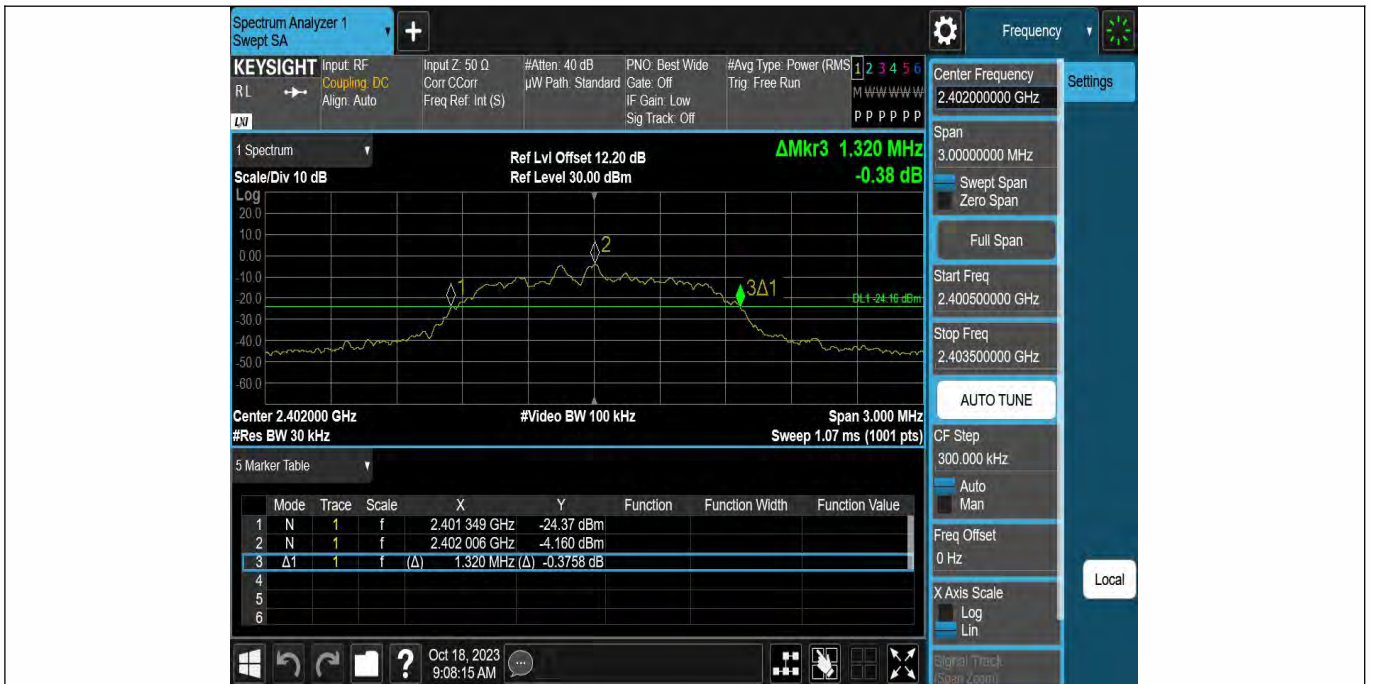 Spectrum Analyzer 1
Swept SA
+
Frequency
KEYSIGHT
RL
LXI
Input: RF
Coupling: DC
Align: Auto
Input Z: 50 Ω
Corr CCorr
Freq Ref: Int (S)
#Atten: 40 dB
µW Path: Standard
PNO: Best Wide
Gate: Off
IF Gain: Low
Sig Track: Off
#Avg Type: Power (RMS
Trig: Free Run
1 2 3 4 5 6
M W W W W W
P P P P P P
1 Spectrum
Scale/Div 10 dB
Ref Lvl Offset 12.20 dB
Ref Level 30.00 dBm
ΔMkr3 1.320 MHz
-0.38 dB
Log
20.0
10.0
0.00
-10.0
-20.0
-30.0
-40.0
-50.0
-60.0
1
2
3Δ1
DL1 -24.16 dBm
Center 2.402000 GHz
#Video BW 100 kHz
Span 3.000 MHz
#Res BW 30 kHz
Sweep 1.07 ms (1001 pts)
5 Marker Table
Mode Trace Scale X Y Function Function Width Function Value
1 N 1 f 2.401 349 GHz -24.37 dBm
2 N 1 f 2.402 006 GHz -4.160 dBm
3 Δ1 1 f (Δ) 1.320 MHz (Δ) -0.3758 dB
4
5
6
?
Oct 18, 2023
9:08:15 AM
Center Frequency
2.402000000 GHz
Span
3.00000000 MHz
Swept Span
Zero Span
Full Span
Start Freq
2.400500000 GHz
Stop Freq
2.403500000 GHz
AUTO TUNE
CF Step
300.000 kHz
Auto
Man
Freq Offset
0 Hz
X Axis Scale
Log
Lin
Signal Track
(Span Zoom)
Settings
Local